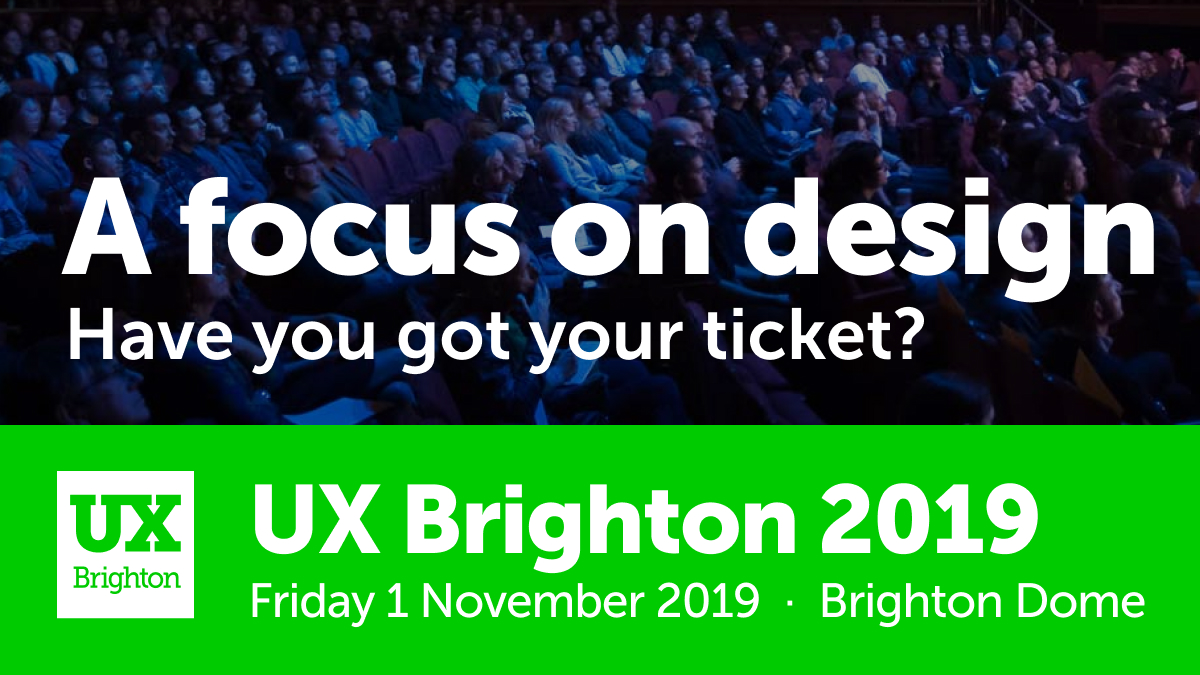 A focus on design
Have you got your ticket?
UX
Brighton
UX Brighton 2019
Friday 1 November 2019 · Brighton Dome